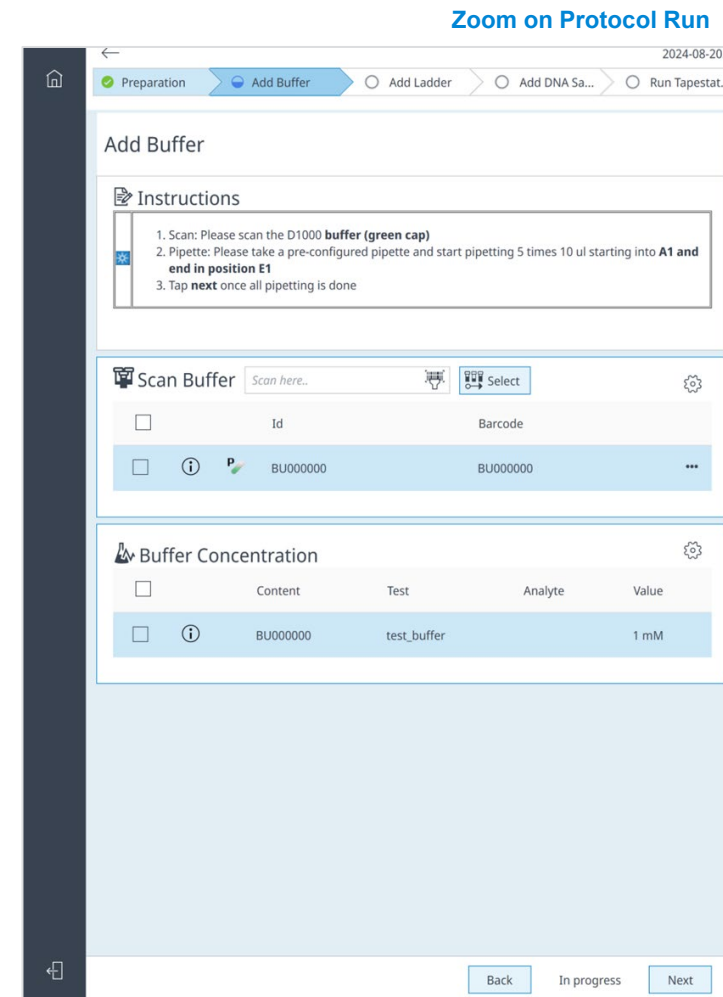 Zoom on Protocol Run
2024-08-20
Preparation Add Buffer Add Ladder Add DNA Sa... Run Tapestat.
Add Buffer
Instructions
1. Scan: Please scan the D1000 buffer (green cap)
2. Pipette: Please take a pre-configured pipette and start pipetting 5 times 10 ul starting into A1 and
end in position E1
3. Tap next once all pipetting is done
Scan Buffer Scan here.. Select
Id Barcode
P BU000000 BU000000
Buffer Concentration
Content Test Analyte Value
BU000000 test_buffer 1 mM
Back In progress Next